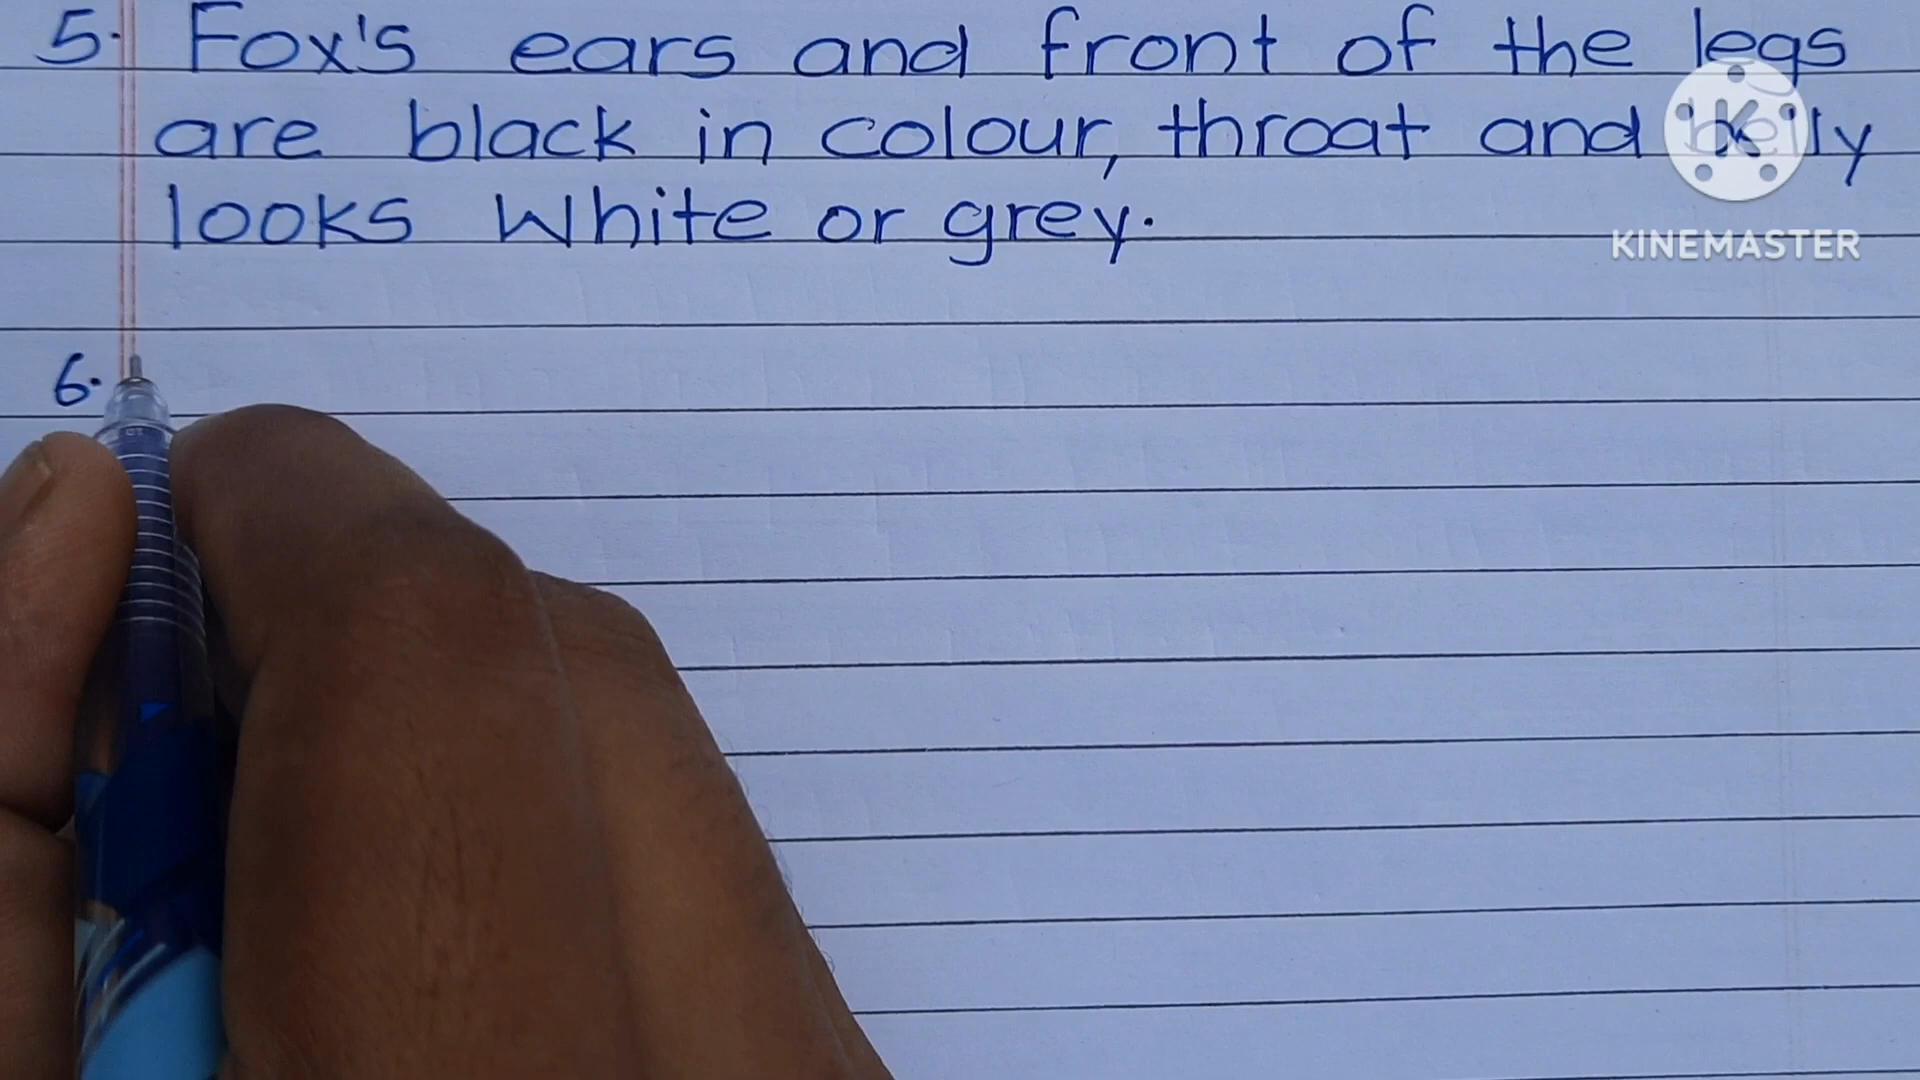 5. Fox's ears and front of the legs
are black in colour, throat and belly
looks White or grey.
KINEMASTER
6.